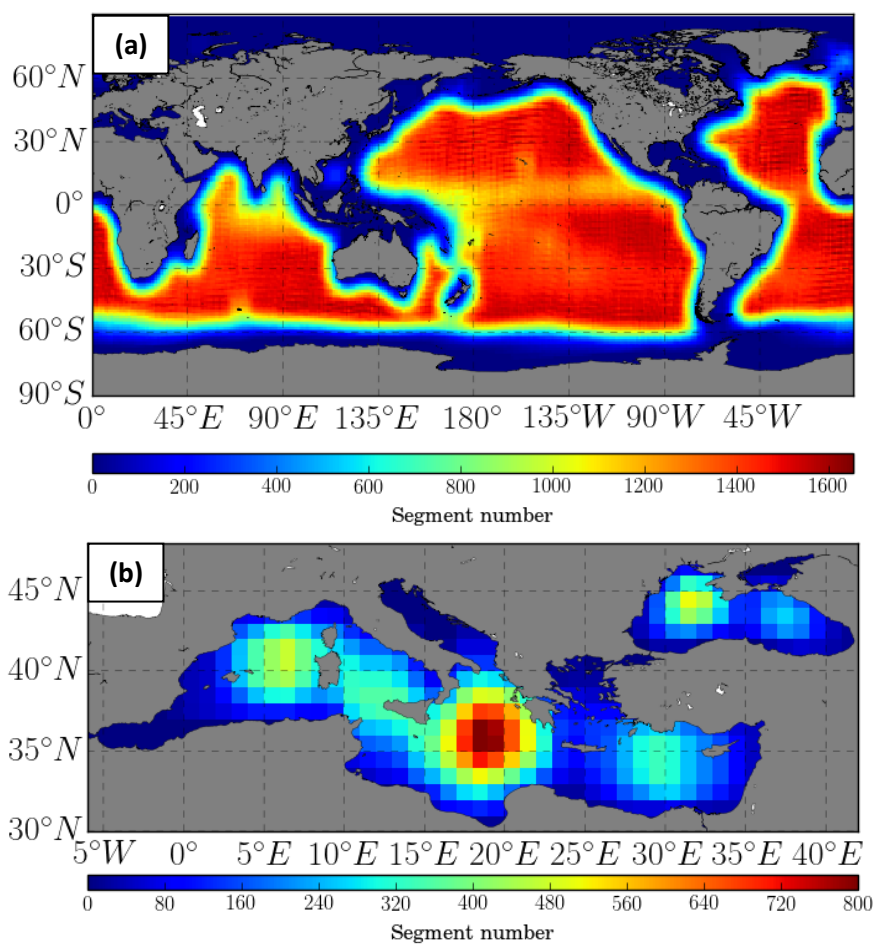 (a)
60°N
30°N
0°
30°S
60°S
90°S
0° 45°E 90°E 135°E 180° 135°W 90°W 45°W
0 200 400 600 800 1000 1200 1400 1600
Segment number
(b)
45°N
40°N
35°N
30°N
5°W 0° 5°E 10°E 15°E 20°E 25°E 30°E 35°E 40°E
0 80 160 240 320 400 480 560 640 720 800
Segment number